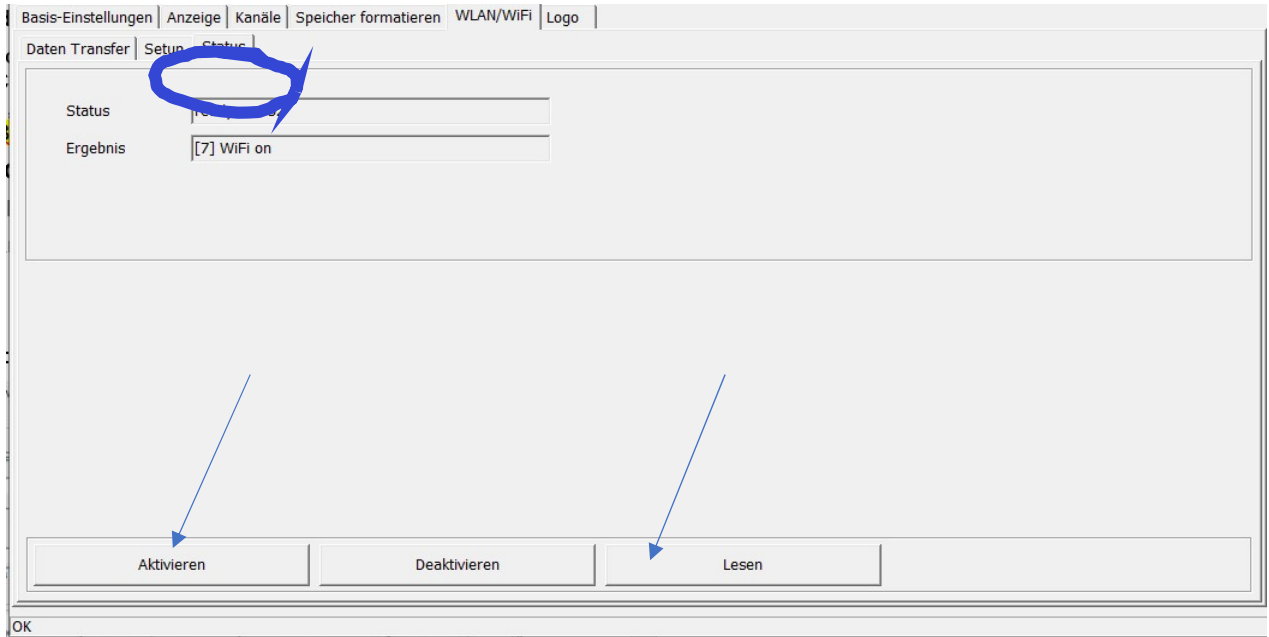 Basis-Einstellungen Anzeige Kanäle Speicher formatieren WLAN/WiFi Logo
Daten Transfer Setup Status
Status
Ergebnis [7] WiFi on
Aktivieren Deaktivieren Lesen
OK